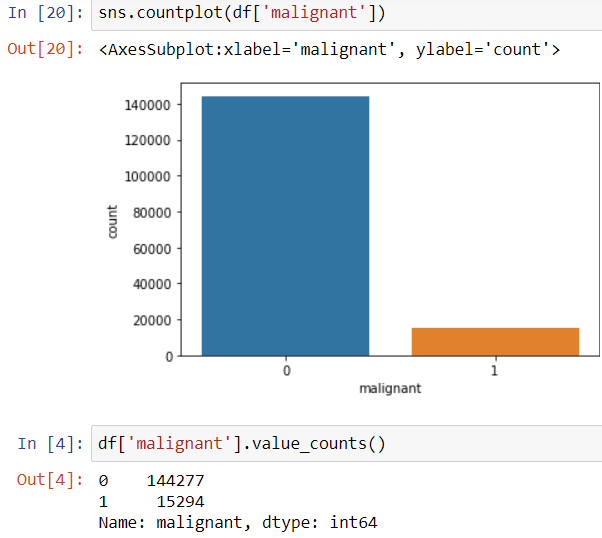 In [20]: sns.countplot(df['malignant'])
Out[20]: <AxesSubplot:xlabel='malignant', ylabel='count'>
140000
120000
100000
80000
60000
40000
20000
0
count
0 1
malignant
In [4]: df['malignant'].value_counts()
Out[4]: 0    144277
1     15294
Name: malignant, dtype: int64